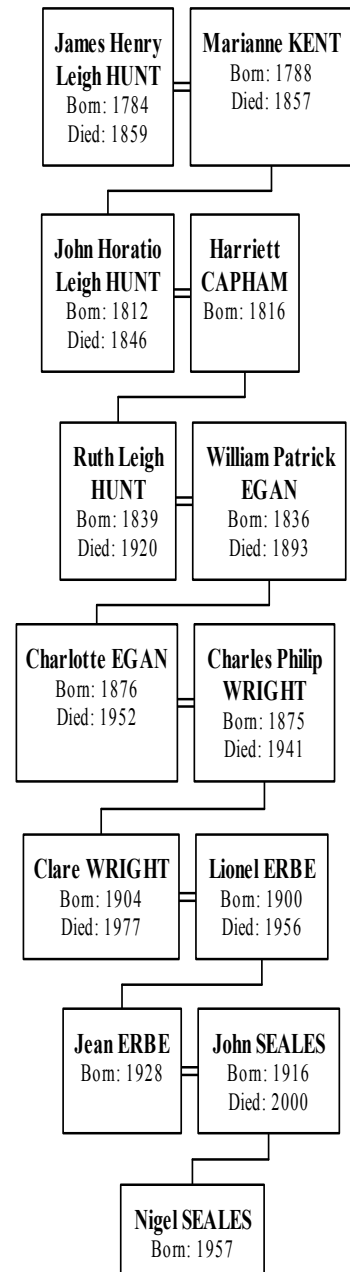 James Henry
Leigh HUNT
Born: 1784
Died: 1859
Marianne KENT
Born: 1788
Died: 1857
John Horatio
Leigh HUNT
Born: 1812
Died: 1846
Harriett
CAPHAM
Born: 1816
Ruth Leigh
HUNT
Born: 1839
Died: 1920
William Patrick
EGAN
Born: 1836
Died: 1893
Charlotte EGAN
Born: 1876
Died: 1952
Charles Philip
WRIGHT
Born: 1875
Died: 1941
Clare WRIGHT
Born: 1904
Died: 1977
Lionel ERBE
Born: 1900
Died: 1956
Jean ERBE
Born: 1928
John SEALES
Born: 1916
Died: 2000
Nigel SEALES
Born: 1957